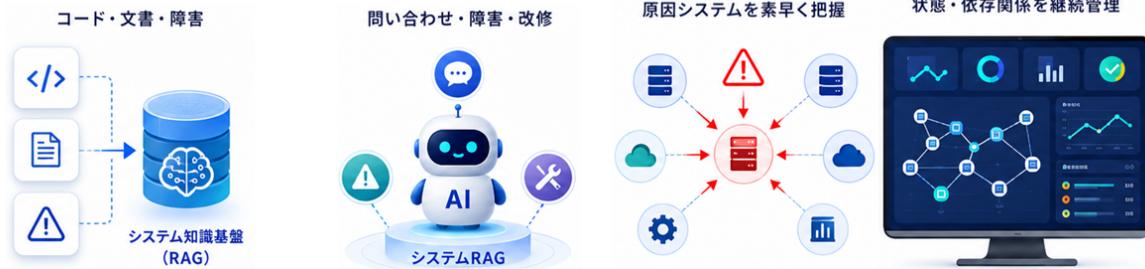 コード・文書・障害
問い合わせ・障害・改修
原因システムを素早く把握
状態・依存関係を継続管理
システム知識基盤
（RAG）
AI
システムRAG